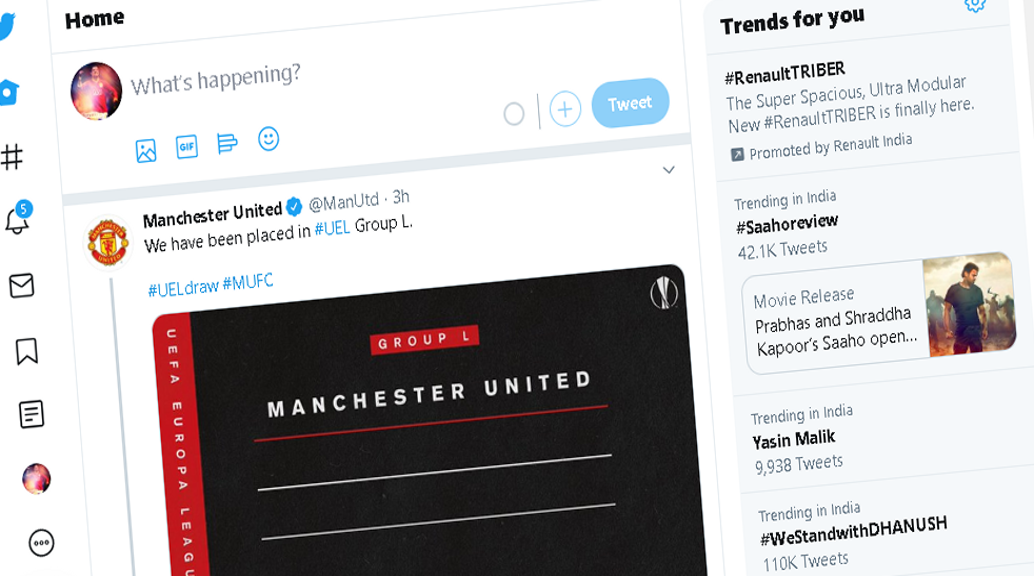 Home
What's happening?
GIF
Tweet
5
Manchester United @ManUtd · 3h
We have been placed in #UEL Group L.
#UELdraw #MUFC
UEFA EUROPA LEAGU
GROUP L
MANCHESTER UNITED
Trends for you
#RenaultTRIBER
The Super Spacious, Ultra Modular
New #RenaultTRIBER is finally here.
Promoted by Renault India
Trending in India
#Saahoreview
42.1K Tweets
Movie Release
Prabhas and Shraddha
Kapoor's Saaho open...
Trending in India
Yasin Malik
9,938 Tweets
Trending in India
#WeStandwithDHANUSH
110K Tweets